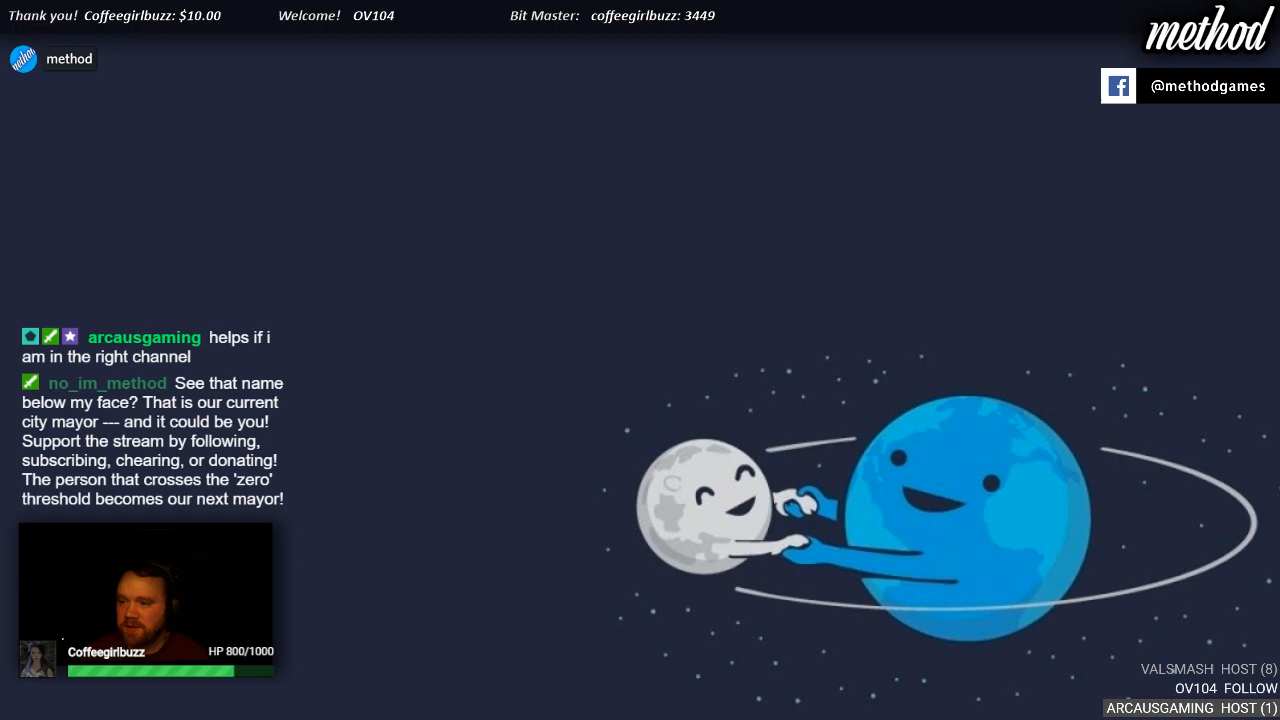 Thank you! Coffeegirlbuzz: $10.00 Welcome! OV104 Bit Master: coffeegirlbuzz: 3449
method
method
@methodgames
arcausgaming helps if i
am in the right channel
no_im_method See that name
below my face? That is our current
city mayor --- and it could be you!
Support the stream by following,
subscribing, chearing, or donating!
The person that crosses the 'zero'
threshold becomes our next mayor!
Coffeegirlbuzz HP 800/1000
VALSMASH HOST (8)
OV104 FOLLOW
ARCAUSGAMING HOST (1)